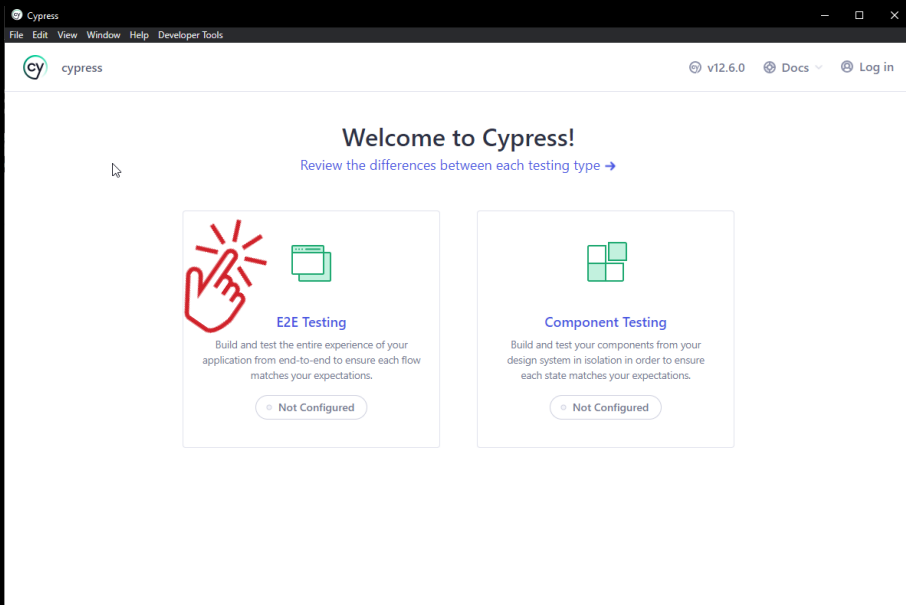 Cypress
File Edit View Window Help Developer Tools
cy cypress
cy v12.6.0 Docs Log in
Welcome to Cypress!
Review the differences between each testing type →
E2E Testing
Build and test the entire experience of your
application from end-to-end to ensure each flow
matches your expectations.
Not Configured
Component Testing
Build and test your components from your
design system in isolation in order to ensure
each state matches your expectations.
Not Configured